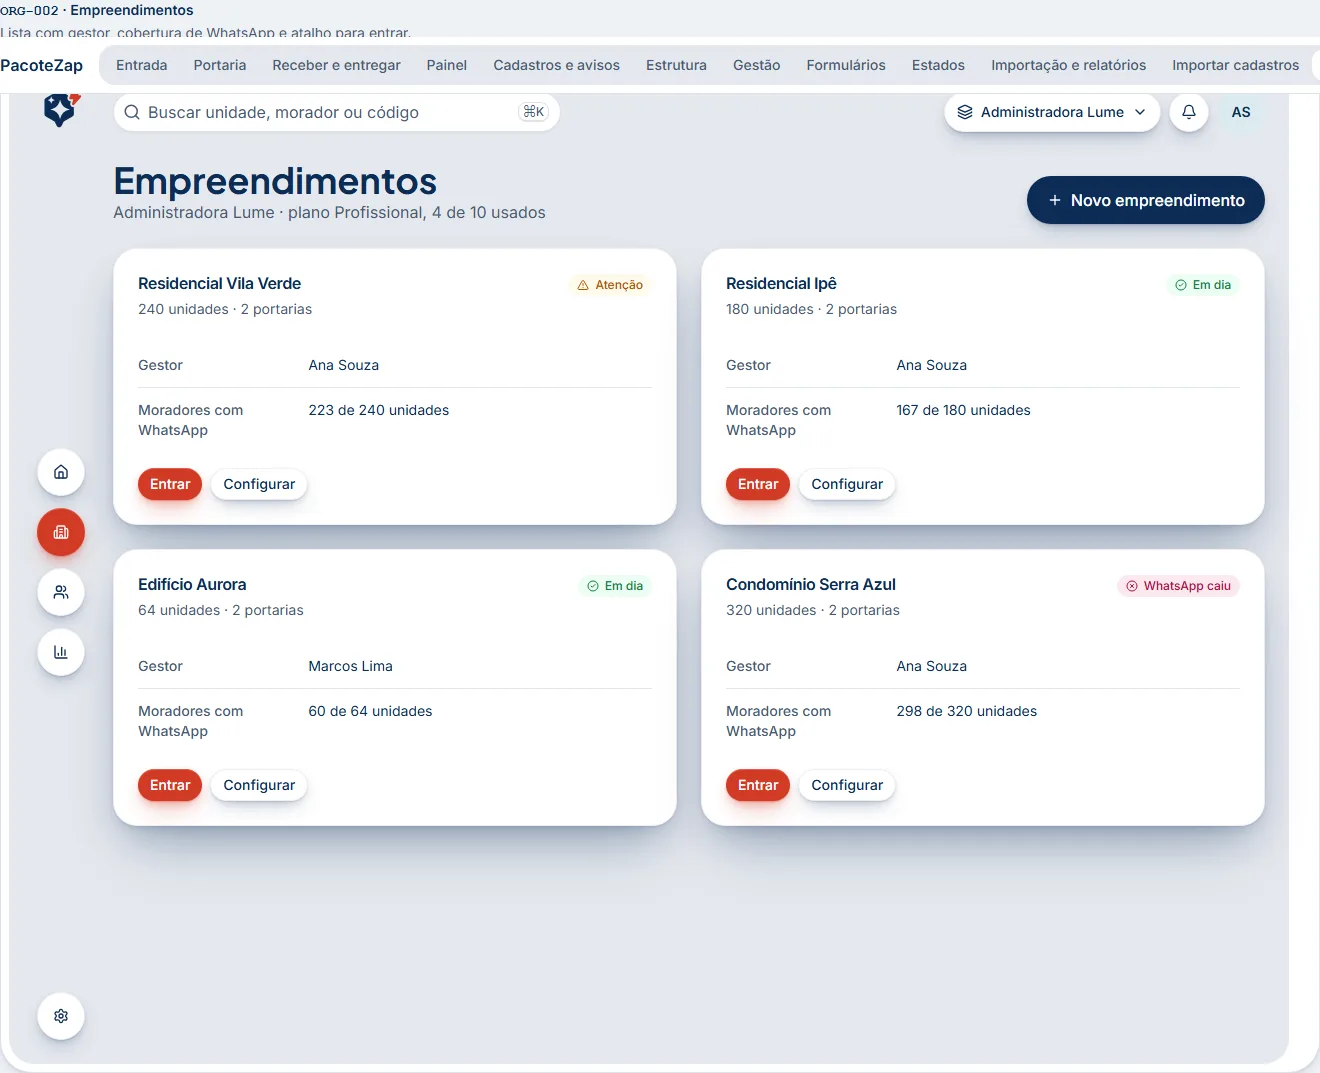 ORG-002 · Empreendimentos
Lista com gestor, cobertura de WhatsApp e atalho para entrar.
PacoteZap
Entrada
Portaria
Receber e entregar
Painel
Cadastros e avisos
Estrutura
Gestão
Formulários
Estados
Importação e relatórios
Importar cadastros
Buscar unidade, morador ou código
⌘K
Administradora Lume
AS
Empreendimentos
Administradora Lume · plano Profissional, 4 de 10 usados
+ Novo empreendimento
Residencial Vila Verde
Atenção
240 unidades · 2 portarias
Gestor
Ana Souza
Moradores com
WhatsApp
223 de 240 unidades
Entrar
Configurar
Residencial Ipê
Em dia
180 unidades · 2 portarias
Gestor
Ana Souza
Moradores com
WhatsApp
167 de 180 unidades
Entrar
Configurar
Edifício Aurora
Em dia
64 unidades · 2 portarias
Gestor
Marcos Lima
Moradores com
WhatsApp
60 de 64 unidades
Entrar
Configurar
Condomínio Serra Azul
WhatsApp caiu
320 unidades · 2 portarias
Gestor
Ana Souza
Moradores com
WhatsApp
298 de 320 unidades
Entrar
Configurar